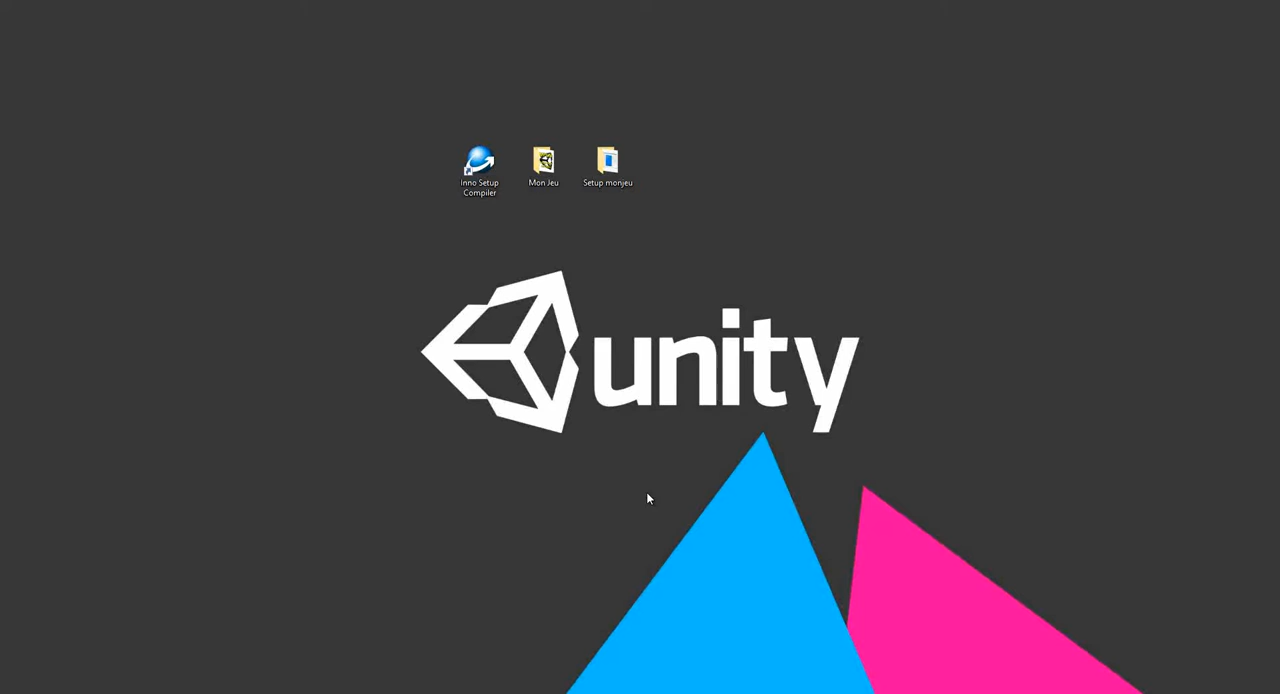 Inno Setup
Compiler
Mon Jeu
Setup monjeu
unity